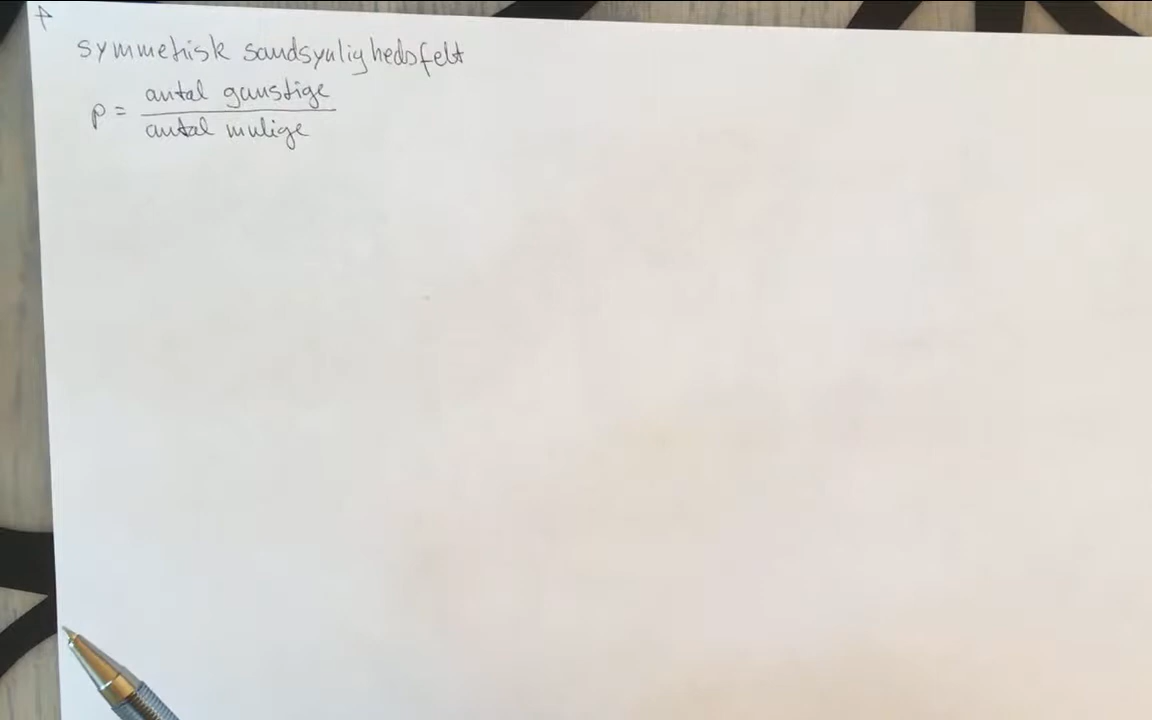 symmetrisk sandsynlighedsfelt
p = antal gunstige
antal mulige